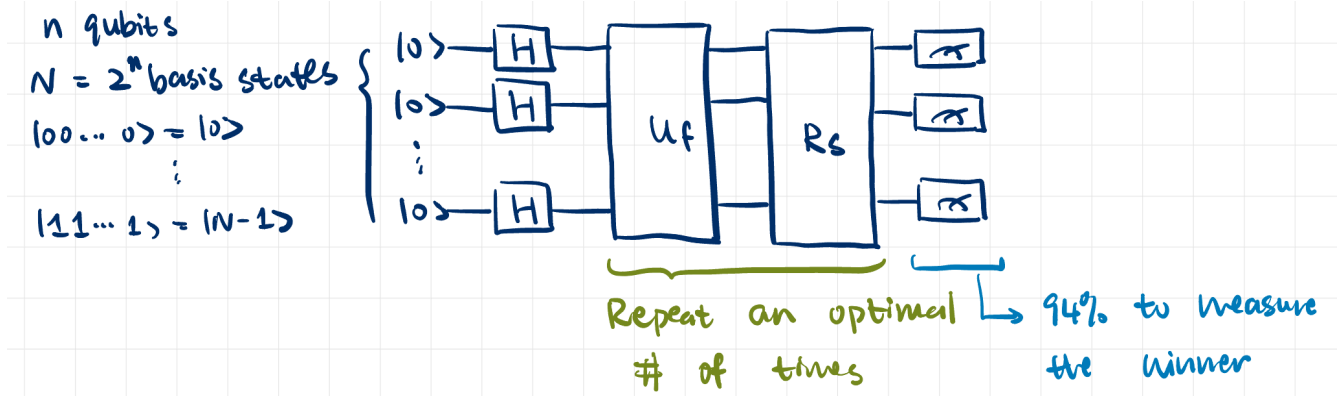 n qubits
N = 2^n basis states
|00... 0> = |0>
⋮
|11... 1> = |N-1>
|0> H
|0> H
⋮
|0> H
Uf
Rs
Repeat an optimal
# of times
94% to measure
the winner